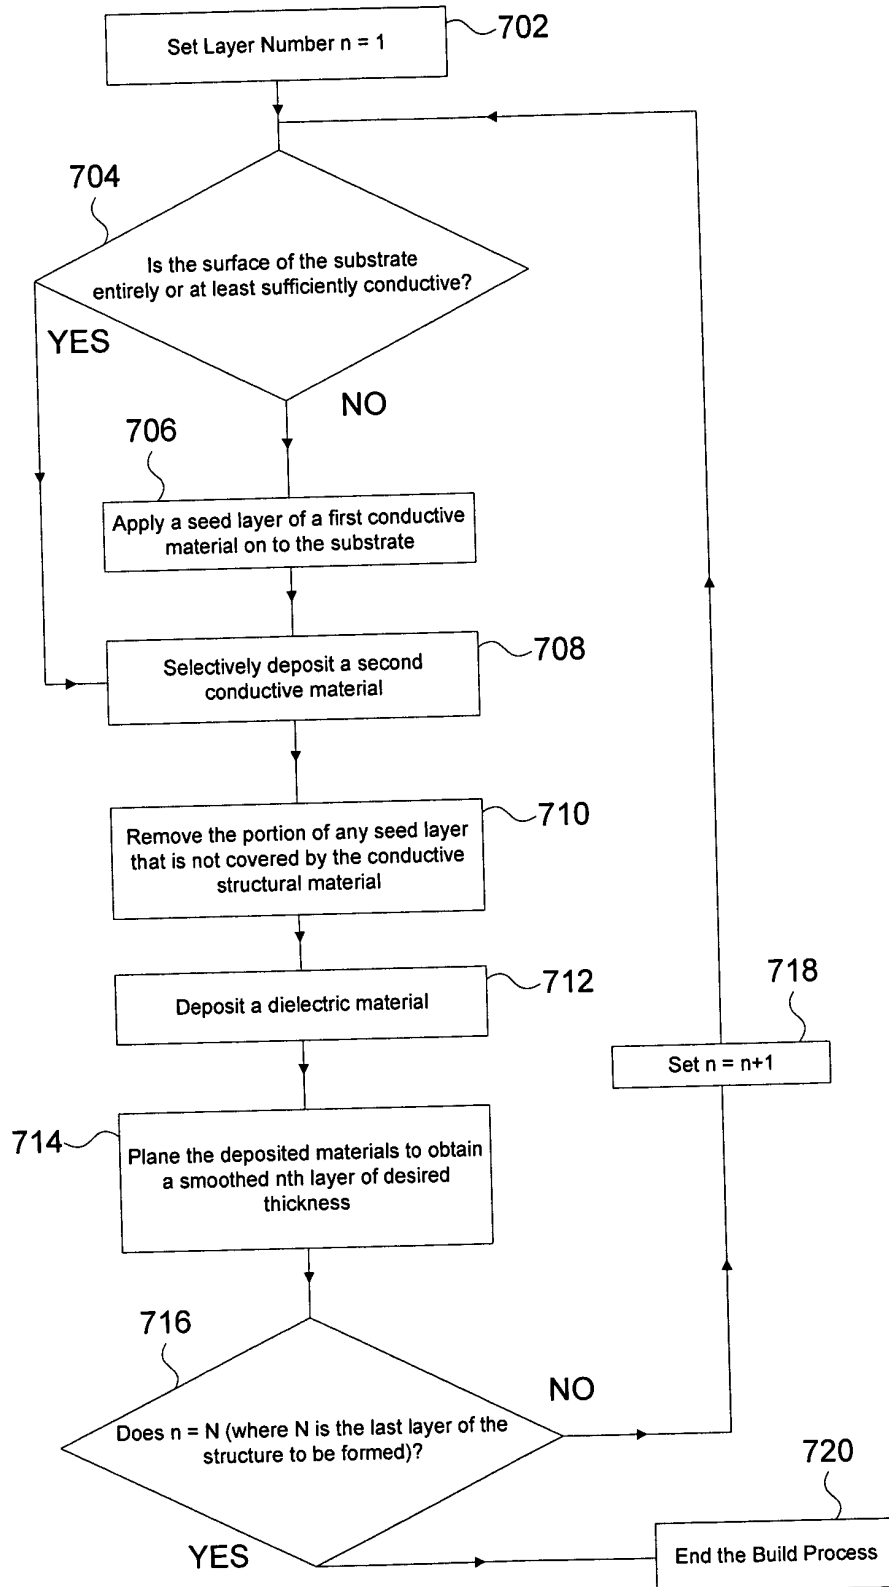 Set Layer Number n = 1
702
704
Is the surface of the substrate
entirely or at least sufficiently conductive?
YES
NO
706
Apply a seed layer of a first conductive
material on to the substrate
Selectively deposit a second
conductive material
708
Remove the portion of any seed layer
that is not covered by the conductive
structural material
710
Deposit a dielectric material
712
718
Set n = n+1
714
Plane the deposited materials to obtain
a smoothed nth layer of desired
thickness
716
Does n = N (where N is the last layer of the
structure to be formed)?
NO
YES
720
End the Build Process